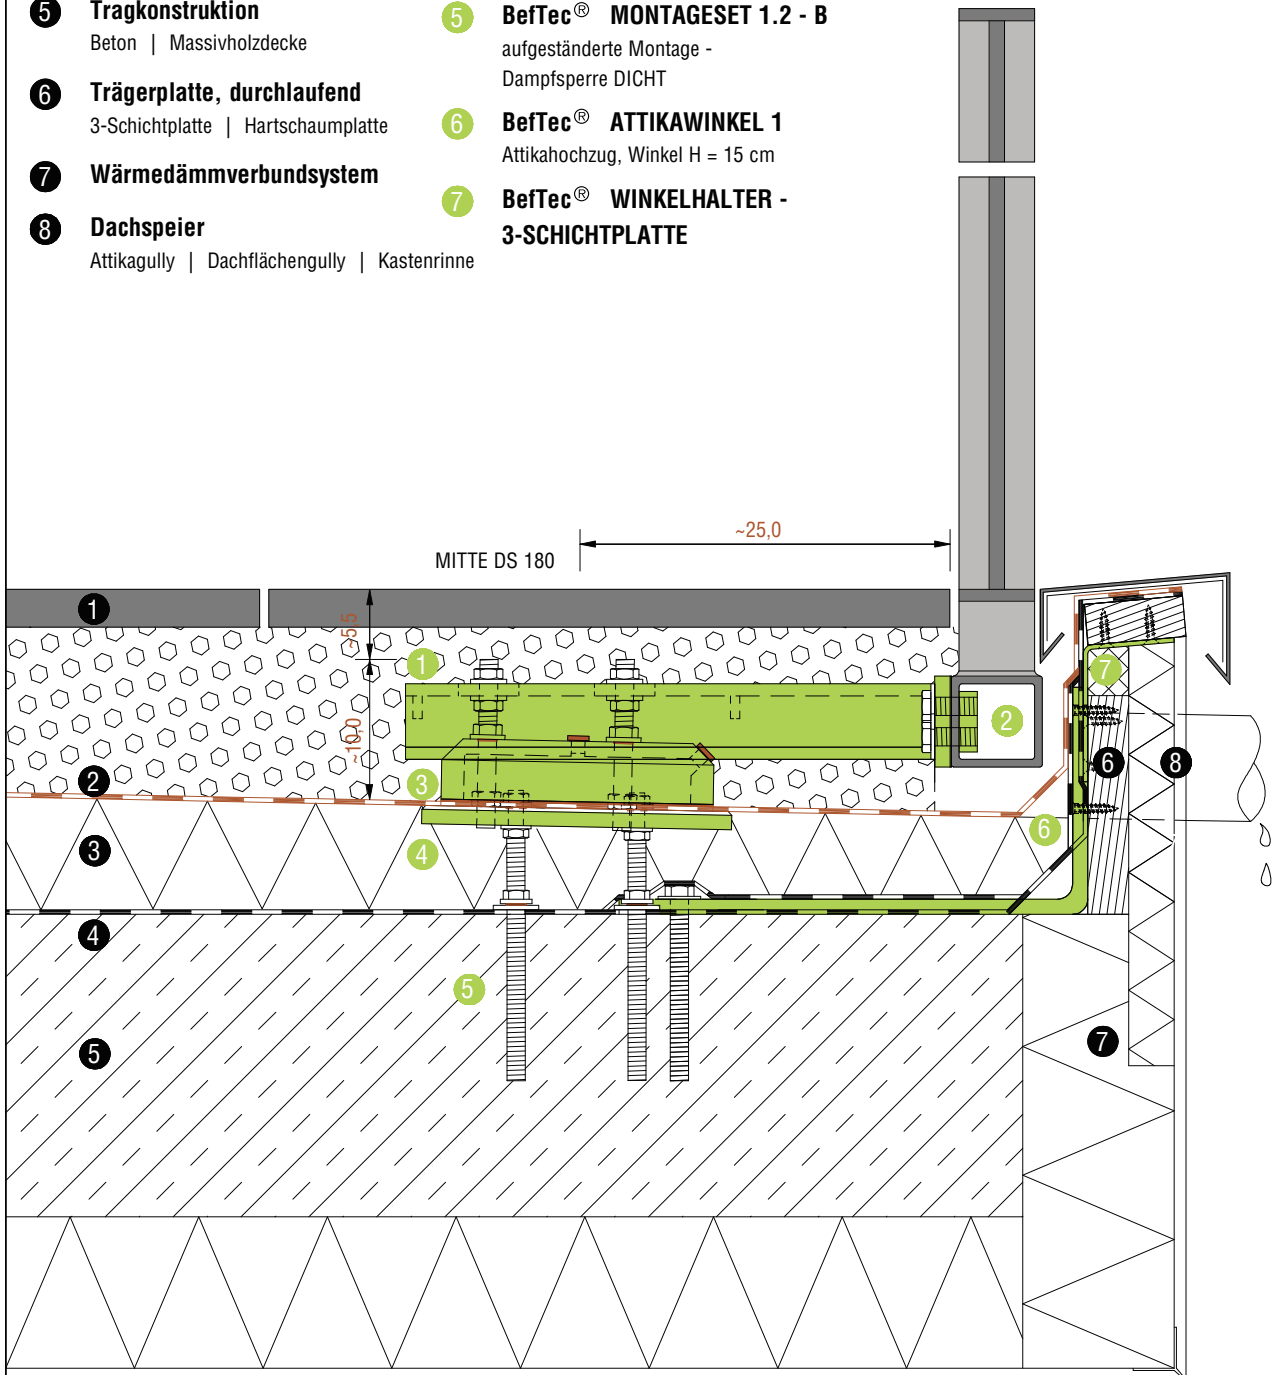 5 Tragkonstruktion
Beton | Massivholzdecke
6 Trägerplatte, durchlaufend
3-Schichtplatte | Hartschaumplatte
7 Wärmedämmverbundsystem
8 Dachspeier
Attikagully | Dachflächengully | Kastenrinne
5 BefTec® MONTAGESET 1.2 - B
aufgeständerte Montage -
Dampfsperre DICHT
6 BefTec® ATTIKAWINKEL 1
Attikahochzug, Winkel H = 15 cm
7 BefTec® WINKELHALTER -
3-SCHICHTPLATTE
~25,0
MITTE DS 180
1
~5,5
1
7
2
~10,0
6
8
2
3
6
3
4
4
5
5
7